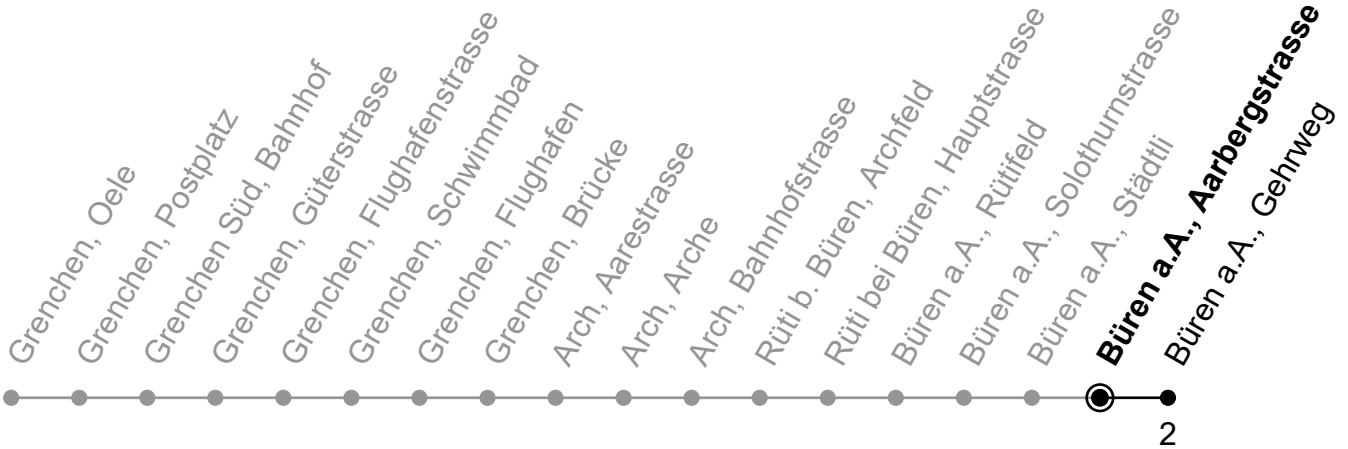 Grenchen, Oele
Grenchen, Postplatz
Grenchen Süd, Bahnhof
Grenchen, Güterstrasse
Grenchen, Flughafenstrasse
Grenchen, Schwimmbad
Grenchen, Flughafen
Grenchen, Brücke
Arch, Aarestrasse
Arch, Arche
Arch, Bahnhofstrasse
Rüti b. Büren, Archfeld
Rüti bei Büren, Hauptstrasse
Büren a.A., Rütifeld
Büren a.A., Solothurnstrasse
Büren a.A., Städtli
Büren a.A., Aarbergstrasse
Büren a.A., Gehrweg
2